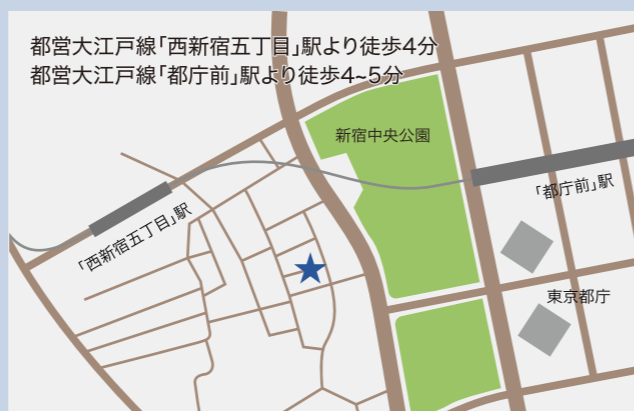 都営大江戸線「西新宿五丁目」駅より徒歩4分
都営大江戸線「都庁前」駅より徒歩4~5分
新宿中央公園
「都庁前」駅
「西新宿五丁目」駅
東京都庁